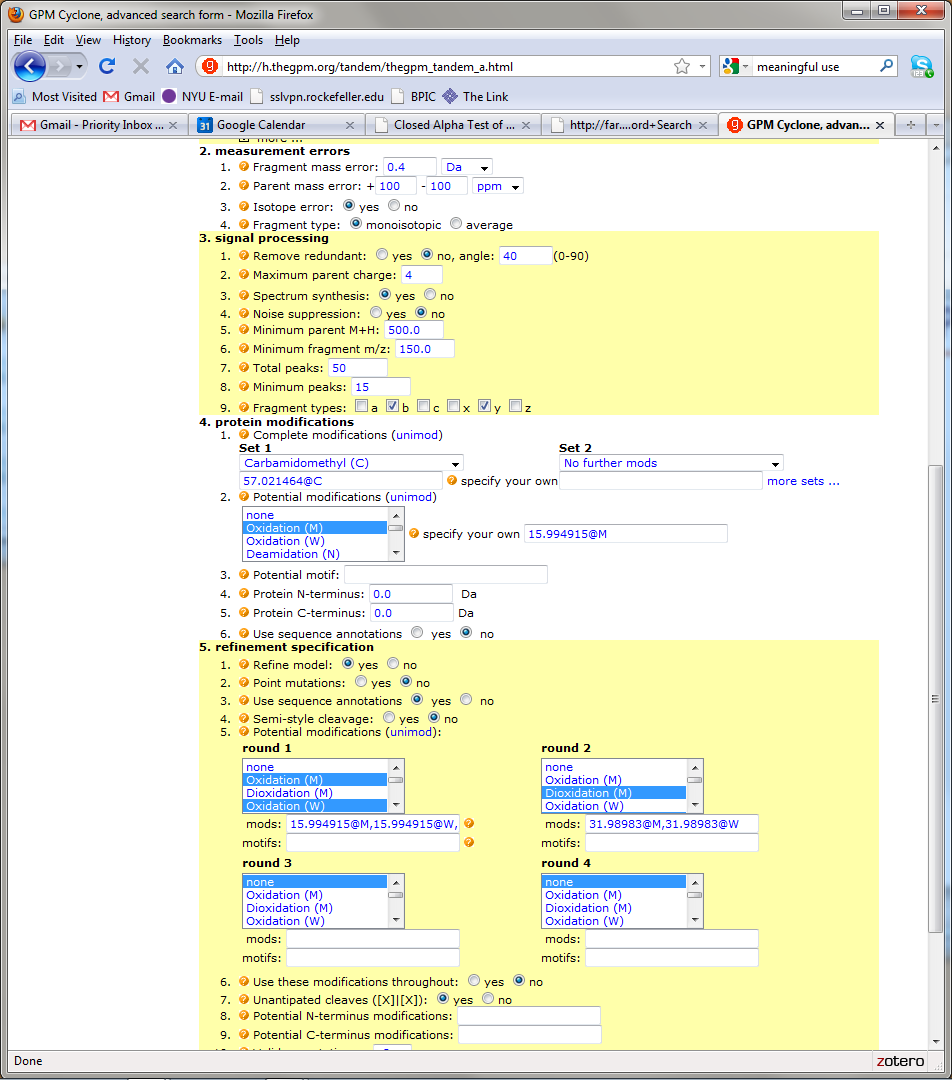 GPM Cyclone, advanced search form - Mozilla Firefox
File Edit View History Bookmarks Tools Help
http://h.thegpm.org/tandem/thegpm_tandem_a.html
meaningful use
Most Visited Gmail NYU E-mail sslvpn.rockefeller.edu BPIC The Link
Gmail - Priority Inbox ... Google Calendar Closed Alpha Test of ... http://far....ord+Search GPM Cyclone, advan...
more ...
2. measurement errors
1. Fragment mass error: 0.4 Da
2. Parent mass error: +100 -100 ppm
3. Isotope error: yes no
4. Fragment type: monoisotopic average
3. signal processing
1. Remove redundant: yes no, angle: 40 (0-90)
2. Maximum parent charge: 4
3. Spectrum synthesis: yes no
4. Noise suppression: yes no
5. Minimum parent M+H: 500.0
6. Minimum fragment m/z: 150.0
7. Total peaks: 50
8. Minimum peaks: 15
9. Fragment types: a b c x y z
4. protein modifications
1. Complete modifications (unimod)
Set 1 Set 2
Carbamidomethyl (C) No further mods
57.021464@C specify your own more sets ...
2. Potential modifications (unimod)
none
Oxidation (M)
Oxidation (W)
Deamidation (N)
specify your own 15.994915@M
3. Potential motif:
4. Protein N-terminus: 0.0 Da
5. Protein C-terminus: 0.0 Da
6. Use sequence annotations yes no
5. refinement specification
1. Refine model: yes no
2. Point mutations: yes no
3. Use sequence annotations yes no
4. Semi-style cleavage: yes no
5. Potential modifications (unimod):
round 1 round 2
none none
Oxidation (M) Oxidation (M)
Dioxidation (M) Dioxidation (M)
Oxidation (W) Oxidation (W)
mods: 15.994915@M,15.994915@W, mods: 31.98983@M,31.98983@W
motifs: motifs:
round 3 round 4
none none
Oxidation (M) Oxidation (M)
Dioxidation (M) Dioxidation (M)
Oxidation (W) Oxidation (W)
mods: mods:
motifs: motifs:
6. Use these modifications throughout: yes no
7. Unantipated cleaves ([X]|[X]): yes no
8. Potential N-terminus modifications:
9. Potential C-terminus modifications:
Done zotero